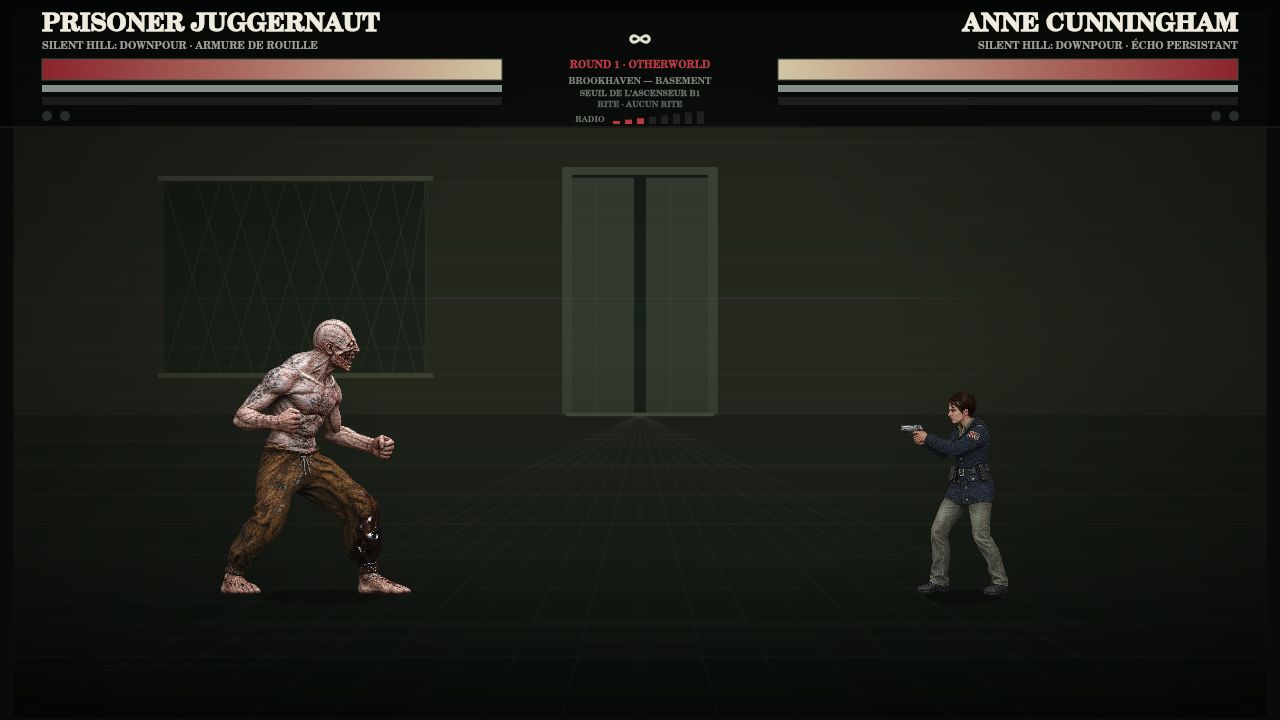 PRISONER JUGGERNAUT
SILENT HILL: DOWNPOUR · ARMURE DE ROUILLE
∞
ROUND 1 · OTHERWORLD
BROOKHAVEN — BASEMENT
SEUIL DE L'ASCENSEUR B1
RITE · AUCUN RITE
RADIO
ANNE CUNNINGHAM
SILENT HILL: DOWNPOUR · ÉCHO PERSISTANT